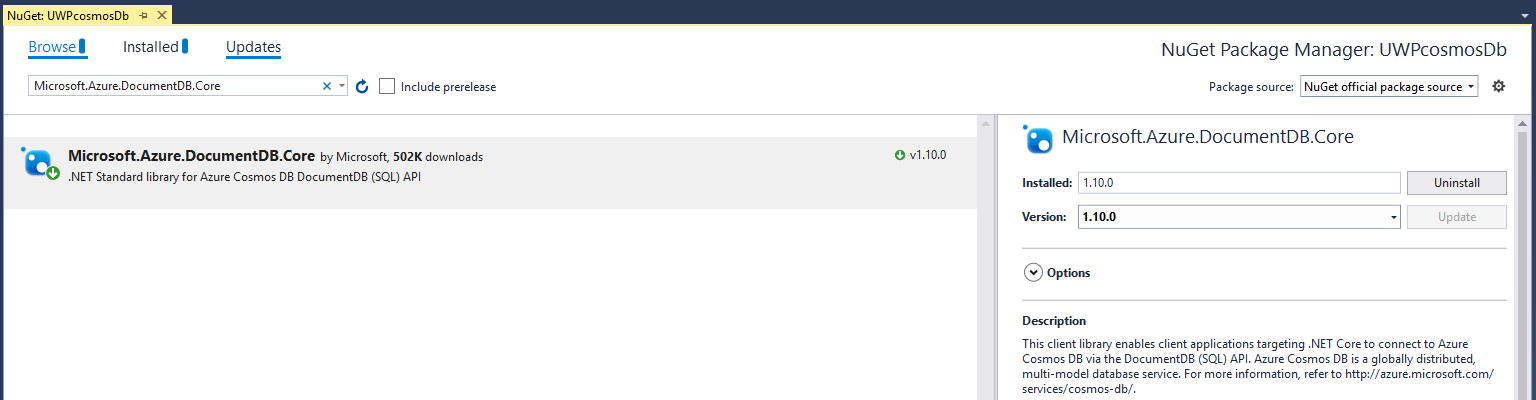 NuGet: UWPcosmosDb
Browse Installed Updates
NuGet Package Manager: UWPcosmosDb
Microsoft.Azure.DocumentDB.Core
Include prerelease
Package source: NuGet official package source
Microsoft.Azure.DocumentDB.Core by Microsoft, 502K downloads
v1.10.0
.NET Standard library for Azure Cosmos DB DocumentDB (SQL) API
Microsoft.Azure.DocumentDB.Core
Installed: 1.10.0 Uninstall
Version: 1.10.0 Update
Options
Description
This client library enables client applications targeting .NET Core to connect to Azure
Cosmos DB via the DocumentDB (SQL) API. Azure Cosmos DB is a globally distributed,
multi-model database service. For more information, refer to http://azure.microsoft.com/
services/cosmos-db/.